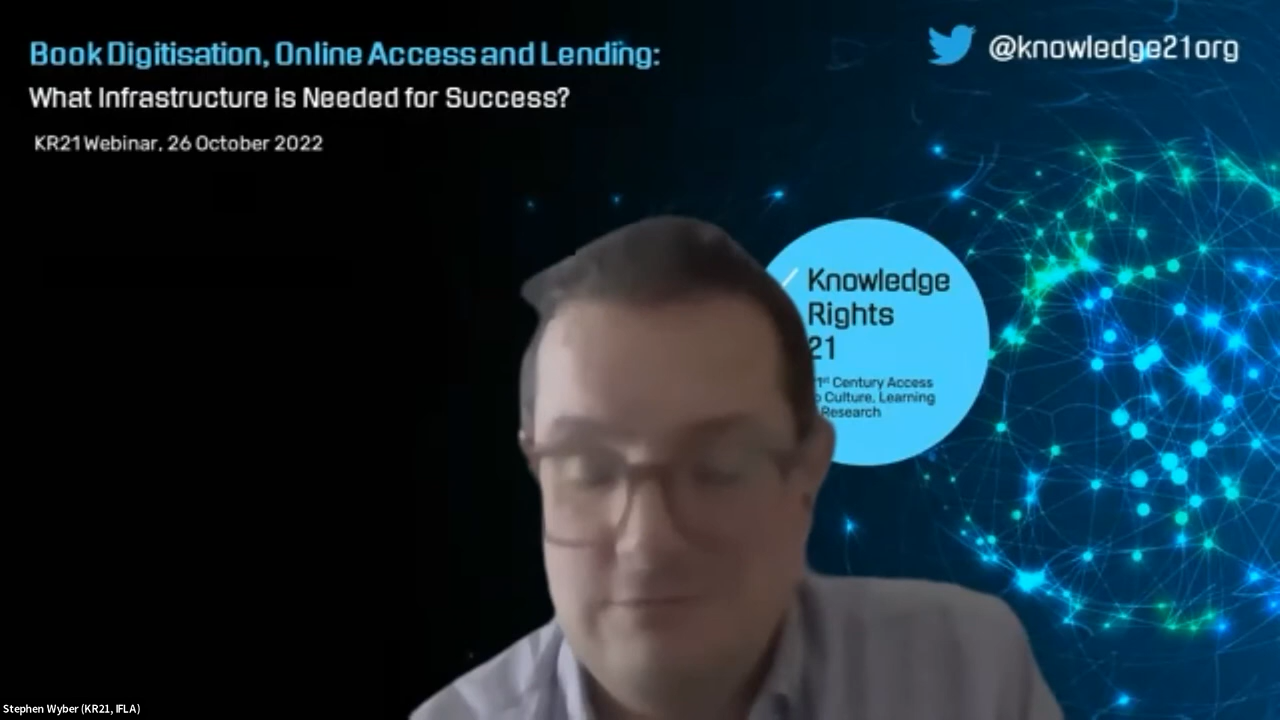 Book Digitisation, Online Access and Lending:
What Infrastructure is Needed for Success?
KR21 Webinar, 26 October 2022
@knowledge21org
Knowledge
Rights
21
Century Access
Culture, Learning
Research
Stephen Wyber (KR21, IFLA)